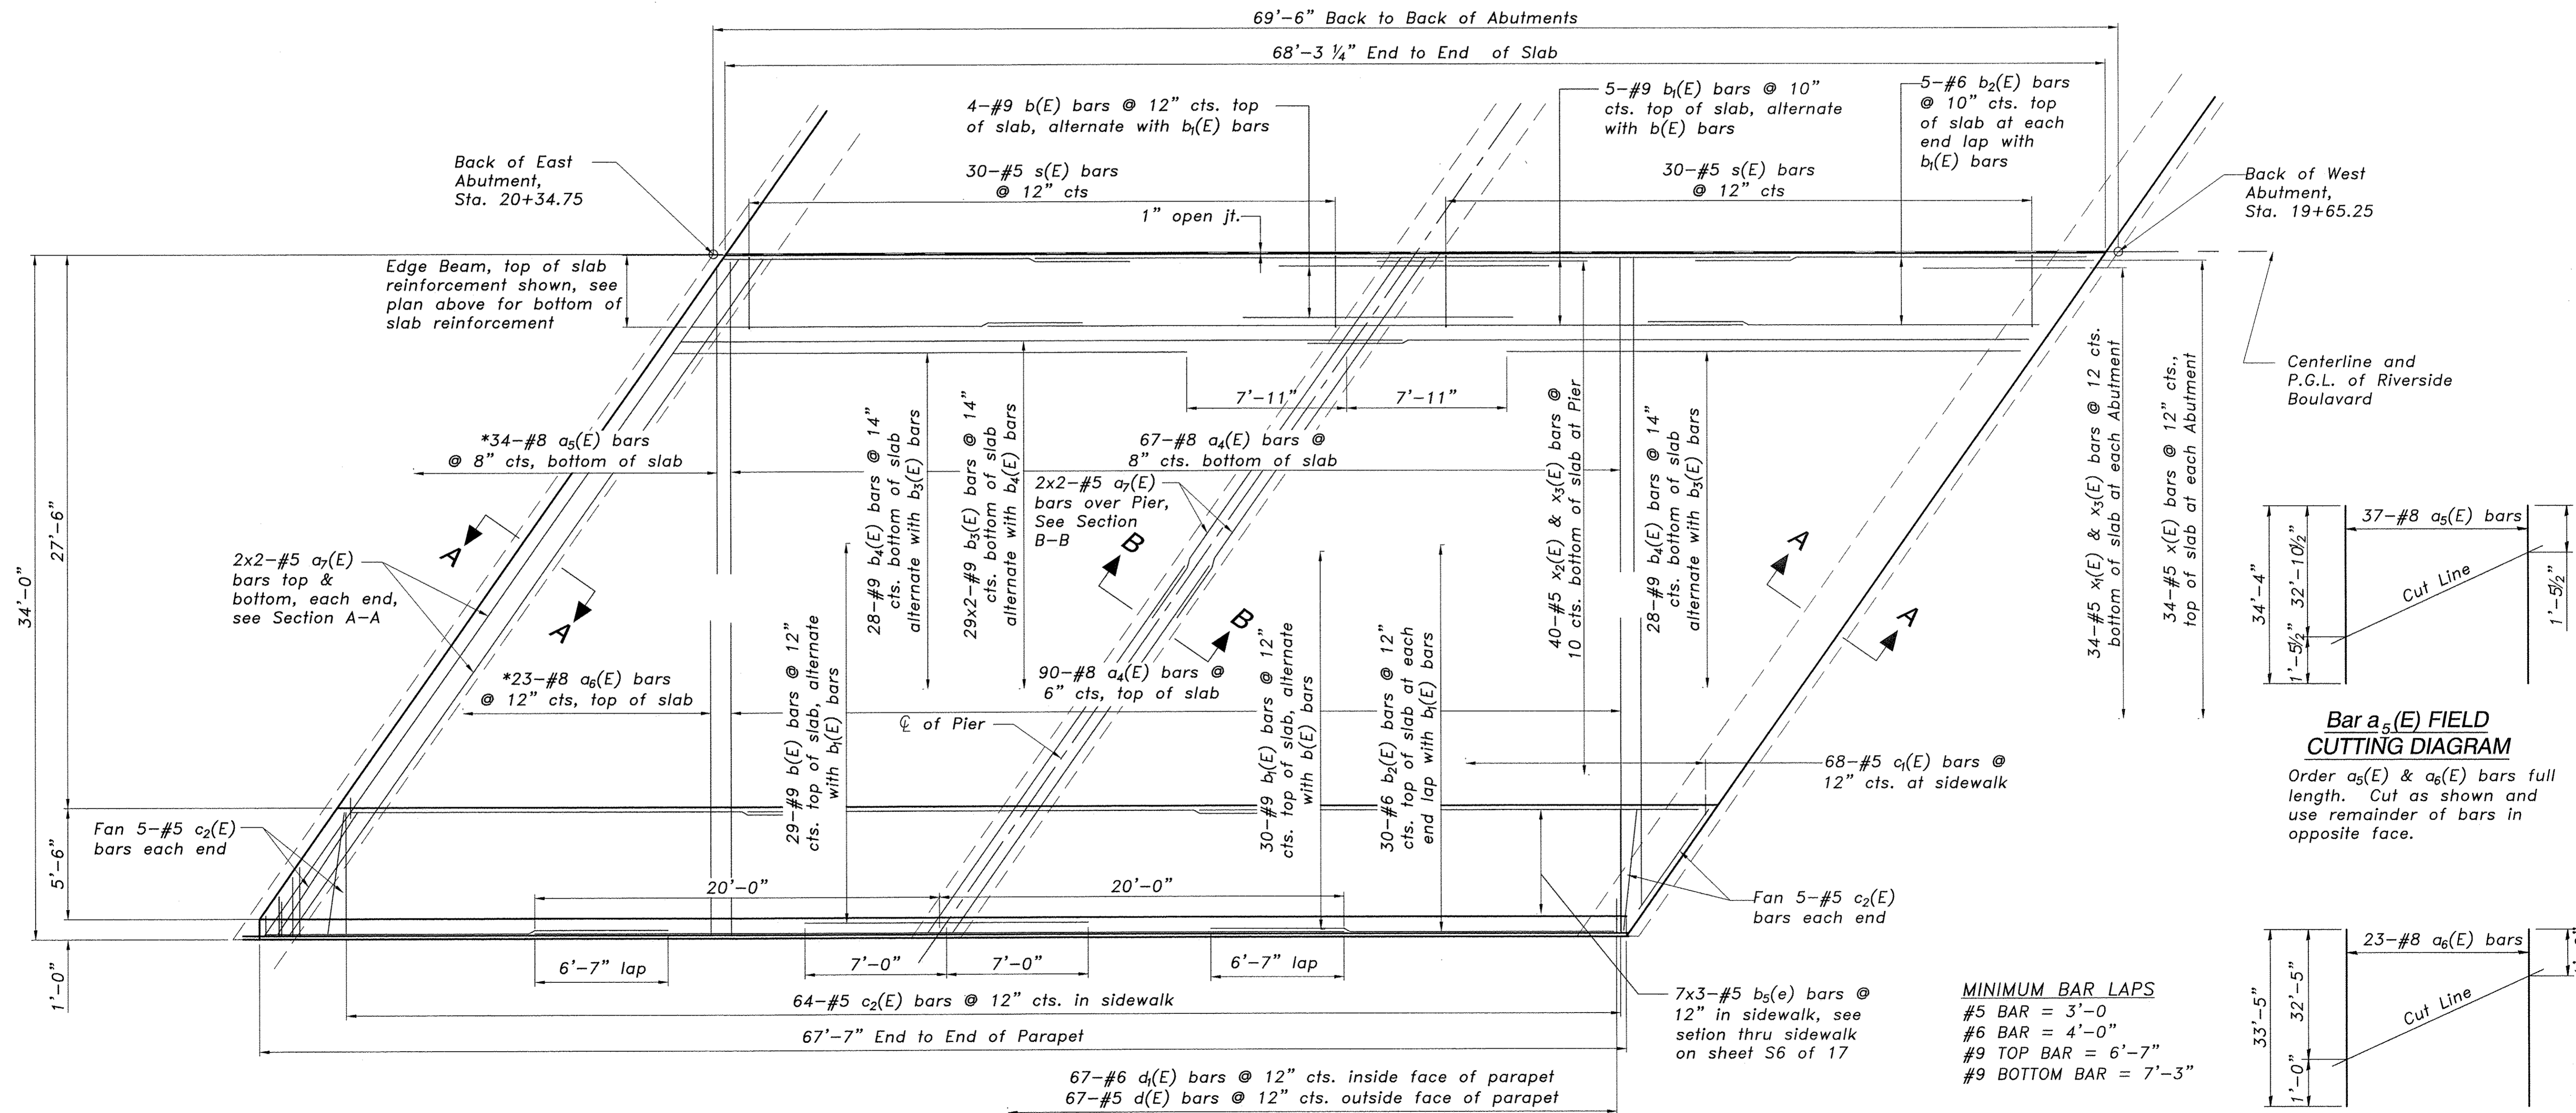 69'-6" Back to Back of Abutments
68'-3 1/4" End to End of Slab
4-#9 b(E) bars @ 12" cts. top
of slab, alternate with b1(E) bars
5-#9 b1(E) bars @ 10"
cts. top of slab, alternate
with b(E) bars
5-#6 b2(E) bars
@ 10" cts. top
of slab at each
end lap with
b1(E) bars
Back of East
Abutment,
Sta. 20+34.75
30-#5 s(E) bars
@ 12" cts
30-#5 s(E) bars
@ 12" cts
Back of West
Abutment,
Sta. 19+65.25
1" open jt.
Edge Beam, top of slab
reinforcement shown, see
plan above for bottom of
slab reinforcement
34'-0"
27'-6"
5'-6"
1'-0"
7'-11"
7'-11"
Centerline and
P.G.L. of Riverside
Boulavard
*34-#8 a5(E) bars
@ 8" cts, bottom of slab
28-#9 b4(E) bars @ 14"
cts. bottom of slab
alternate with b3(E) bars
29x2-#9 b3(E) bars @ 14"
cts. bottom of slab
alternate with b4(E) bars
67-#8 a4(E) bars @
8" cts. bottom of slab
2x2-#5 a7(E)
bars over Pier,
See Section
B-B
40-#5 x2(E) & x3(E) bars @
10 cts. bottom of slab at Pier
28-#9 b4(E) bars @ 14"
cts. bottom of slab
alternate with b3(E) bars
34-#5 x1(E) & x3(E) bars @ 12 cts.
bottom of slab at each Abutment
34-#5 x(E) bars @ 12" cts.,
top of slab at each Abutment
A
A
B
B
A
A
2x2-#5 a7(E)
bars top &
bottom, each end,
see Section A-A
*23-#8 a6(E) bars
@ 12" cts, top of slab
29-#9 b(E) bars @ 12"
cts. top of slab, alternate
with b1(E) bars
90-#8 a4(E) bars @
6" cts, top of slab
℄ of Pier
30-#9 b1(E) bars @ 12"
cts. top of slab, alternate
with b(E) bars
30-#6 b2(E) bars @ 12"
cts. top of slab at each
end lap with b1(E) bars
68-#5 c1(E) bars @
12" cts. at sidewalk
Fan 5-#5 c2(E)
bars each end
20'-0"
20'-0"
Fan 5-#5 c2(E)
bars each end
6'-7" lap
7'-0"
7'-0"
6'-7" lap
64-#5 c2(E) bars @ 12" cts. in sidewalk
67'-7" End to End of Parapet
67-#6 d1(E) bars @ 12" cts. inside face of parapet
67-#5 d(E) bars @ 12" cts. outside face of parapet
7x3-#5 b5(e) bars @
12" in sidewalk, see
setion thru sidewalk
on sheet S6 of 17
MINIMUM BAR LAPS
#5 BAR = 3'-0
#6 BAR = 4'-0"
#9 TOP BAR = 6'-7"
#9 BOTTOM BAR = 7'-3"
37-#8 a5(E) bars
34'-4"
32'-10 1/2"
1'-5 1/2"
1'-5 1/2"
Cut Line
Bar a5(E) FIELD
CUTTING DIAGRAM
Order a5(E) & a6(E) bars full
length. Cut as shown and
use remainder of bars in
opposite face.
23-#8 a6(E) bars
33'-5"
32'-5"
1'-0"
Cut Line